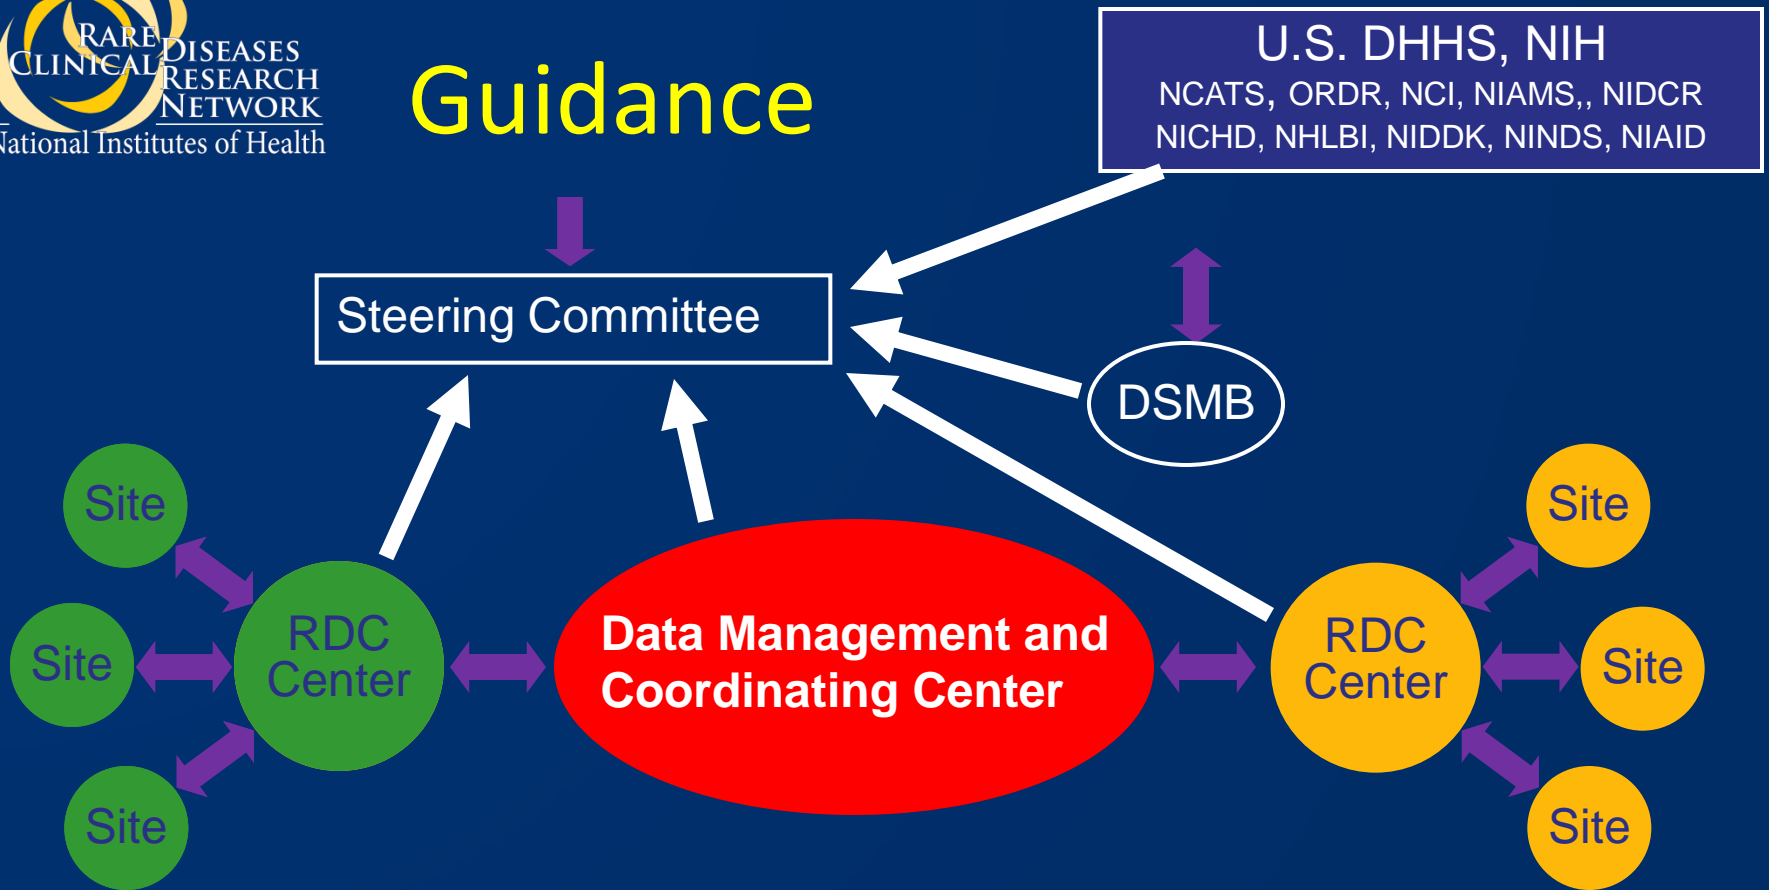 RARE DISEASES
CLINICAL RESEARCH
NETWORK
National Institutes of Health
Guidance
U.S. DHHS, NIH
NCATS, ORDR, NCI, NIAMS,, NIDCR
NICHD, NHLBI, NIDDK, NINDS, NIAID
Steering Committee
DSMB
Site
Site
Site
RDC
Center
Data Management and
Coordinating Center
RDC
Center
Site
Site
Site